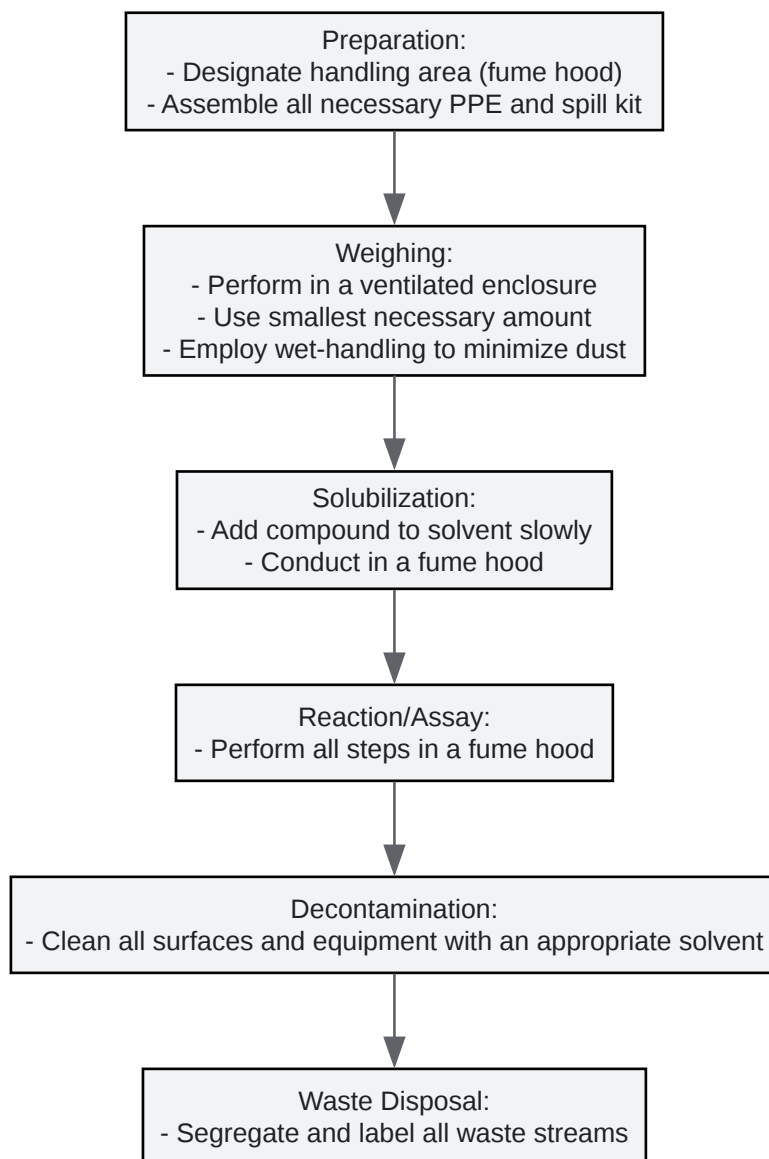 Preparation:
- Designate handling area (fume hood)
- Assemble all necessary PPE and spill kit
Weighing:
- Perform in a ventilated enclosure
- Use smallest necessary amount
- Employ wet-handling to minimize dust
Solubilization:
- Add compound to solvent slowly
- Conduct in a fume hood
Reaction/Assay:
- Perform all steps in a fume hood
Decontamination:
- Clean all surfaces and equipment with an appropriate solvent
Waste Disposal:
- Segregate and label all waste streams